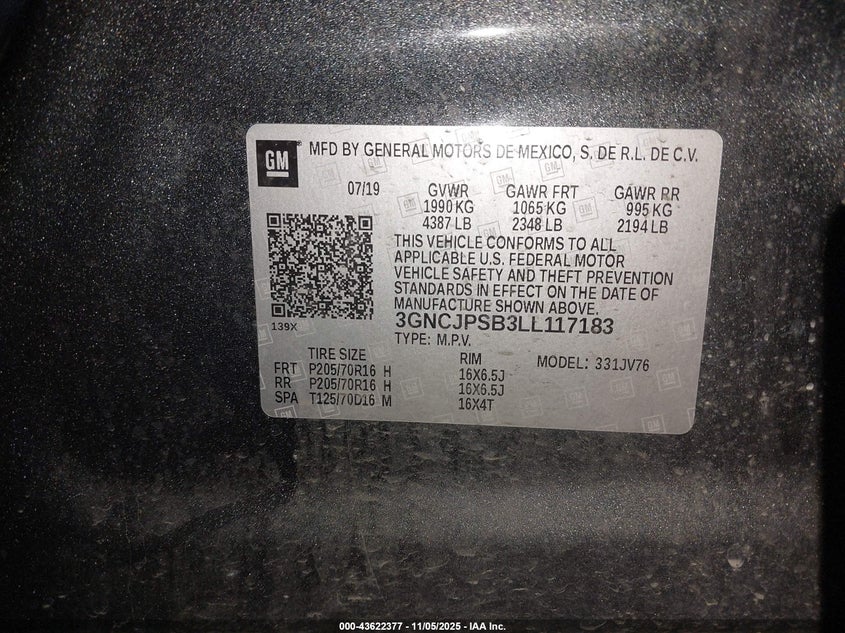 GM
MFD BY GENERAL MOTORS DE MEXICO, S. DE R.L. DE C.V.
07/19 GVWR GAWR FRT GAWR RR
1990 KG 1065 KG 995 KG
4387 LB 2348 LB 2194 LB
THIS VEHICLE CONFORMS TO ALL
APPLICABLE U.S. FEDERAL MOTOR
VEHICLE SAFETY AND THEFT PREVENTION
STANDARDS IN EFFECT ON THE DATE OF
MANUFACTURE SHOWN ABOVE.
139X
3GNCJPSB3LL117183
TYPE: M.P.V.
TIRE SIZE RIM MODEL: 331JV76
FRT P205/70R16 H 16X6.5J
RR P205/70R16 H 16X6.5J
SPA T125/70D16 M 16X4T
000-43622377 - 11/05/2025 - IAA Inc.